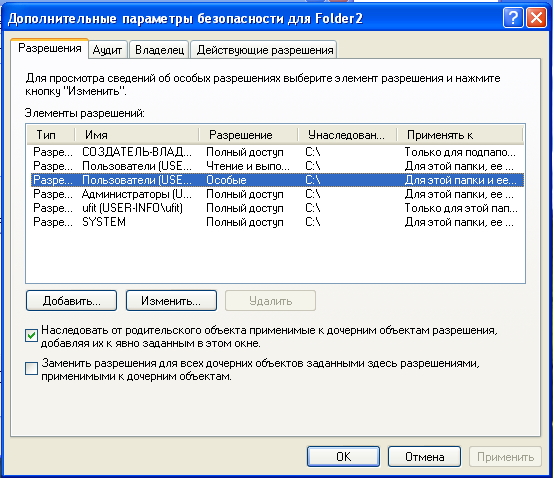 Дополнительные параметры безопасности для Folder2
Разрешения Аудит Владелец Действующие разрешения
Для просмотра сведений об особых разрешениях выберите элемент разрешения и нажмите
кнопку "Изменить".
Элементы разрешений:
Тип Имя Разрешение Унаследован... Применять к
Разре... СОЗДАТЕЛЬ-ВЛАД... Полный доступ C:\ Только для подпапо...
Разре... Пользователи (USE... Чтение и выпо... C:\ Для этой папки, ее ...
Разре... Пользователи (USE... Особые C:\ Для этой папки и ее...
Разре... Администраторы (U... Полный доступ C:\ Для этой папки, ее ...
Разре... ufit (USER-INFO\ufit) Полный доступ C:\ Только для этой пап...
Разре... SYSTEM Полный доступ C:\ Для этой папки, ее ...
Добавить... Изменить... Удалить
Наследовать от родительского объекта применимые к дочерним объектам разрешения,
добавляя их к явно заданным в этом окне.
Заменить разрешения для всех дочерних объектов заданными здесь разрешениями,
применимыми к дочерним объектам.
OK Отмена Применить